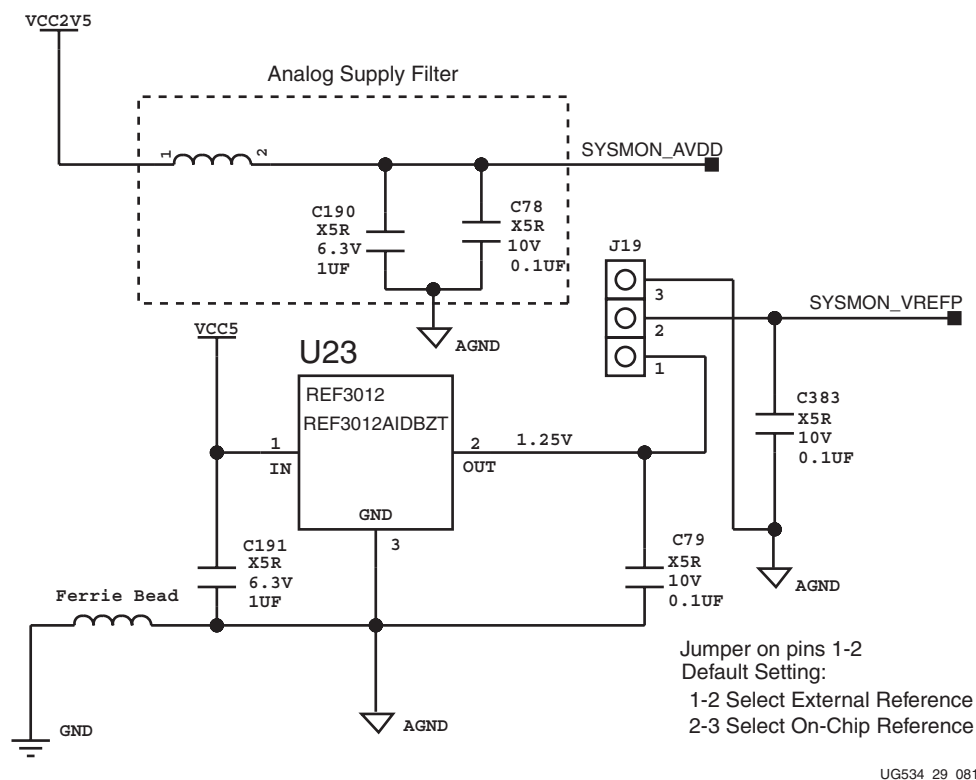 VCC2V5
Analog Supply Filter
1
2
SYSMON_AVDD
C190
X5R
6.3V
1UF
C78
X5R
10V
0.1UF
AGND
J19
3
2
1
SYSMON_VREFP
VCC5
U23
REF3012
REF3012AIDBZT
1
IN
2
OUT
1.25V
GND
3
C383
X5R
10V
0.1UF
AGND
C191
X5R
6.3V
1UF
C79
X5R
10V
0.1UF
Ferrie Bead
GND
AGND
Jumper on pins 1-2
Default Setting:
1-2 Select External Reference
2-3 Select On-Chip Reference
UG534_29_081